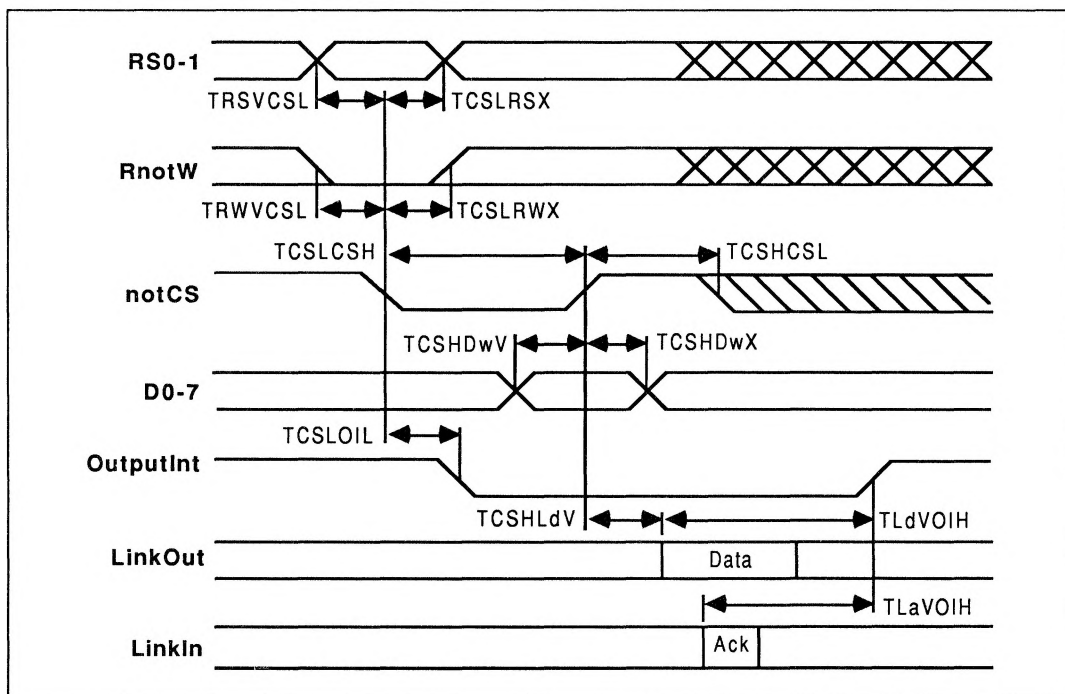 RS0-1
TRSVCSL
TCSLRSX
RnotW
TRWVCSL
TCSLRWX
TCSLCSH
TCSHCSL
notCS
TCSHDwV
TCSHDwX
D0-7
TCSLOIL
OutputInt
TCSHLdV
TLdVOIH
LinkOut
Data
TLaVOIH
LinkIn
Ack